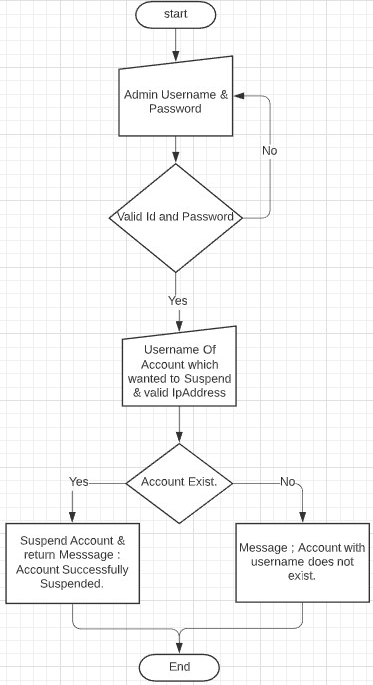 start
Admin Username &
Password
No
Valid Id and Password
Yes
Username Of
Account which
wanted to Suspend
& valid IpAddress
Account Exist.
Yes
No
Suspend Account &
return Messsage :
Account Successfully
Suspended.
Message ; Account with
username does not
exist.
End